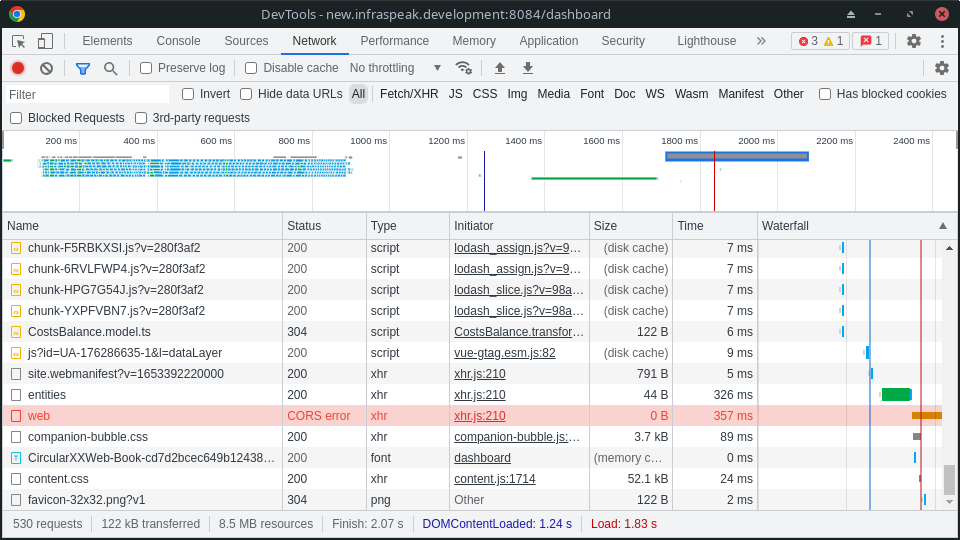 DevTools - new.infraspeak.development:8084/dashboard
Elements Console Sources Network Performance Memory Application Security Lighthouse » 3 1 1
Preserve log Disable cache No throttling
Filter Invert Hide data URLs All Fetch/XHR JS CSS Img Media Font Doc WS Wasm Manifest Other Has blocked cookies
Blocked Requests 3rd-party requests
200 ms 400 ms 600 ms 800 ms 1000 ms 1200 ms 1400 ms 1600 ms 1800 ms 2000 ms 2200 ms 2400 ms
Name Status Type Initiator Size Time Waterfall
chunk-F5RBKXSI.js?v=280f3af2 200 script lodash_assign.js?v=9… (disk cache) 7 ms
chunk-6RVLFWP4.js?v=280f3af2 200 script lodash_assign.js?v=9… (disk cache) 7 ms
chunk-HPG7G54J.js?v=280f3af2 200 script lodash_slice.js?v=98a… (disk cache) 7 ms
chunk-YXPFVBN7.js?v=280f3af2 200 script lodash_slice.js?v=98a… (disk cache) 7 ms
CostsBalance.model.ts 304 script CostsBalance.transfor… 122 B 6 ms
js?id=UA-176286635-1&l=dataLayer 200 script vue-gtag.esm.js:82 (disk cache) 9 ms
site.webmanifest?v=1653392220000 200 xhr xhr.js:210 791 B 5 ms
entities 200 xhr xhr.js:210 44 B 326 ms
web CORS error xhr xhr.js:210 0 B 357 ms
companion-bubble.css 200 xhr companion-bubble.js:… 3.7 kB 89 ms
CircularXXWeb-Book-cd7d2bcec649b12438… 200 font dashboard (memory c… 0 ms
content.css 200 xhr content.js:1714 52.1 kB 24 ms
favicon-32x32.png?v1 304 png Other 122 B 2 ms
530 requests 122 kB transferred 8.5 MB resources Finish: 2.07 s DOMContentLoaded: 1.24 s Load: 1.83 s